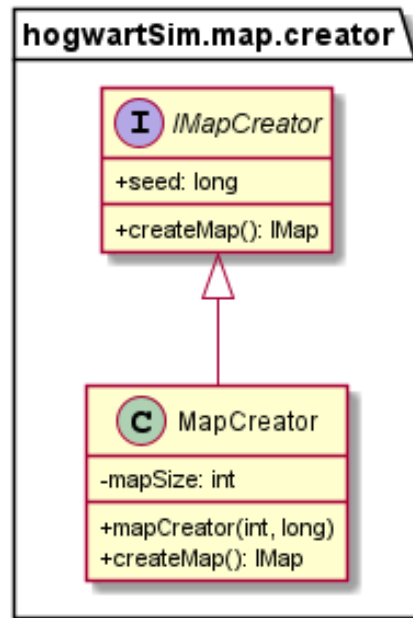 hogwartSim.map.creator
I IMapCreator
+seed: long
+createMap(): IMap
C MapCreator
-mapSize: int
+mapCreator(int, long)
+createMap(): IMap